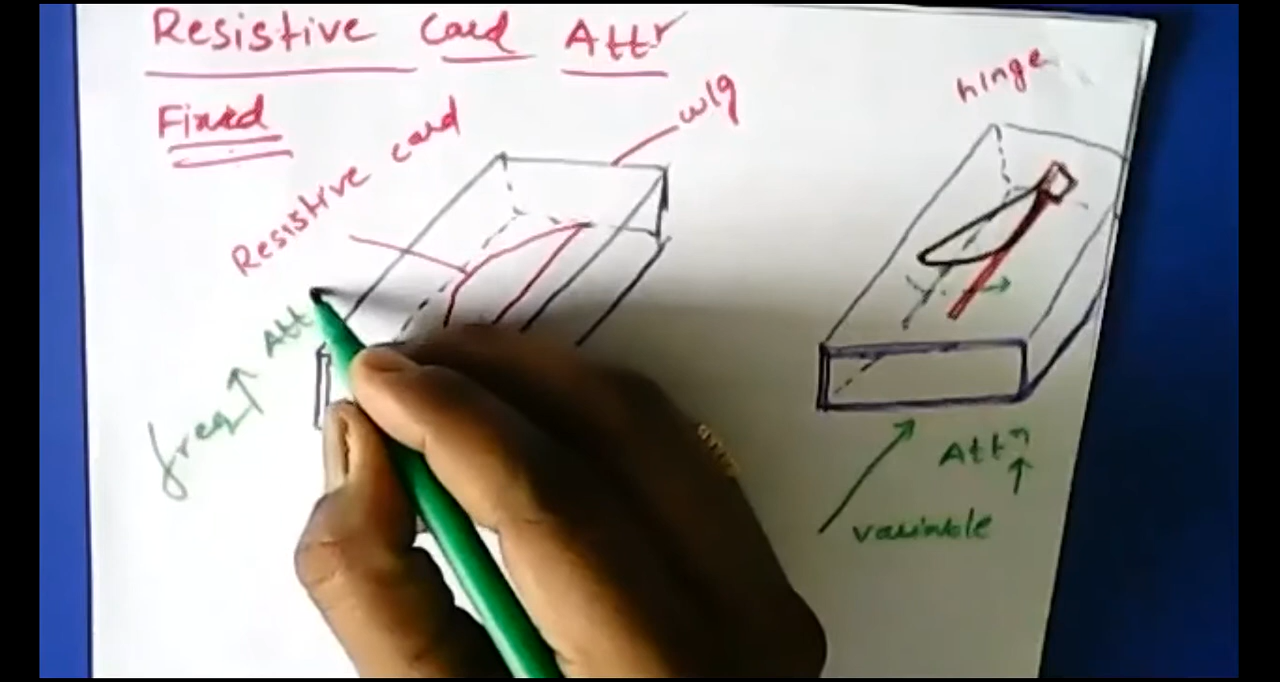 Resistive Card Attr
Fixed
Resistive card
w/g
hinge
freq ↑ Att
Attn ↑
variable